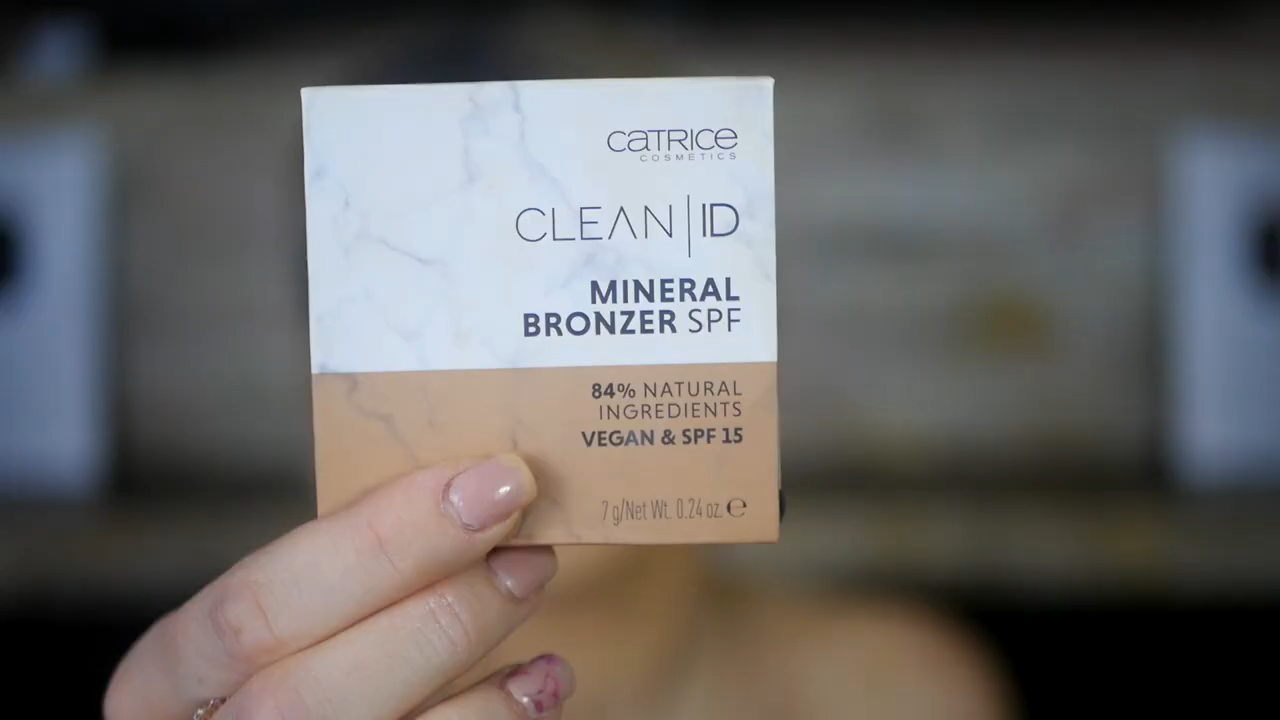 CATRICE
COSMETICS
CLEAN|ID
MINERAL
BRONZER SPF
84% NATURAL
INGREDIENTS
VEGAN & SPF 15
7 g/Net Wt. 0.24 oz. ℮